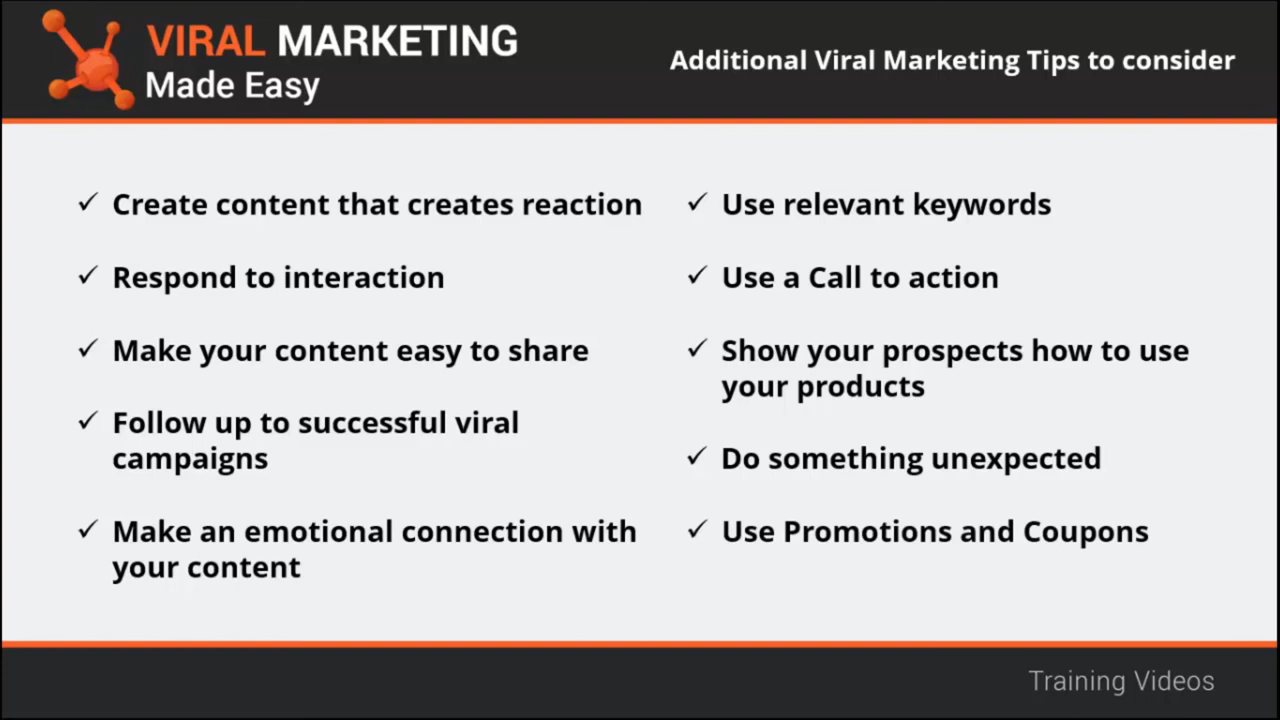 VIRAL MARKETING
Made Easy
Additional Viral Marketing Tips to consider
✓ Create content that creates reaction
✓ Respond to interaction
✓ Make your content easy to share
✓ Follow up to successful viral
campaigns
✓ Make an emotional connection with
your content
✓ Use relevant keywords
✓ Use a Call to action
✓ Show your prospects how to use
your products
✓ Do something unexpected
✓ Use Promotions and Coupons
Training Videos